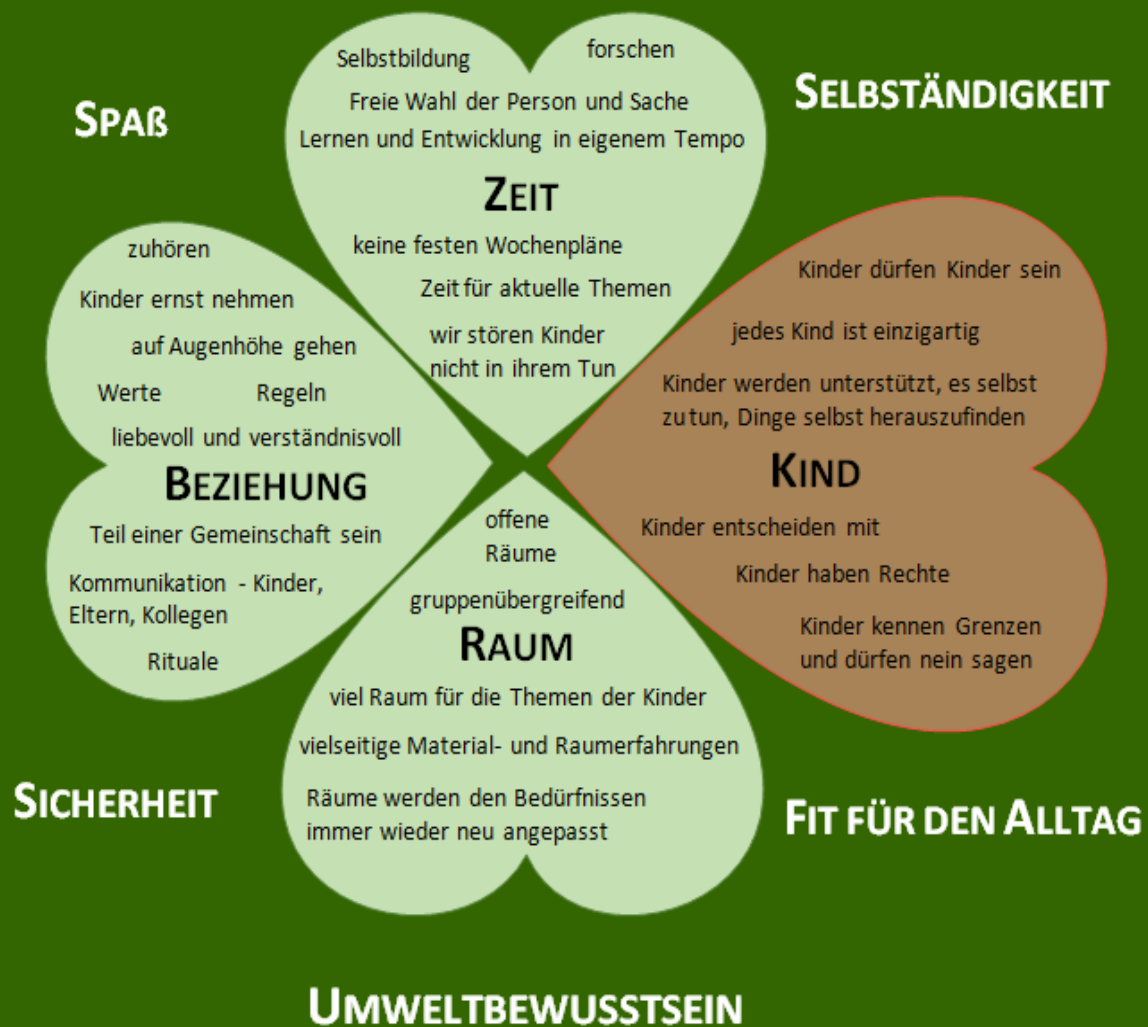 SPAß
SELBSTÄNDIGKEIT
Selbstbildung
forschen
Freie Wahl der Person und Sache
Lernen und Entwicklung in eigenem Tempo
ZEIT
keine festen Wochenpläne
Zeit für aktuelle Themen
wir stören Kinder
nicht in ihrem Tun
zuhören
Kinder ernst nehmen
auf Augenhöhe gehen
Werte
Regeln
liebevoll und verständnisvoll
BEZIEHUNG
Teil einer Gemeinschaft sein
Kommunikation - Kinder,
Eltern, Kollegen
Rituale
Kinder dürfen Kinder sein
jedes Kind ist einzigartig
Kinder werden unterstützt, es selbst
zu tun, Dinge selbst herauszufinden
KIND
Kinder entscheiden mit
Kinder haben Rechte
Kinder kennen Grenzen
und dürfen nein sagen
offene
Räume
gruppenübergreifend
RAUM
viel Raum für die Themen der Kinder
vielseitige Material- und Raumerfahrungen
Räume werden den Bedürfnissen
immer wieder neu angepasst
SICHERHEIT
FIT FÜR DEN ALLTAG
UMWELTBEWUSSTSEIN